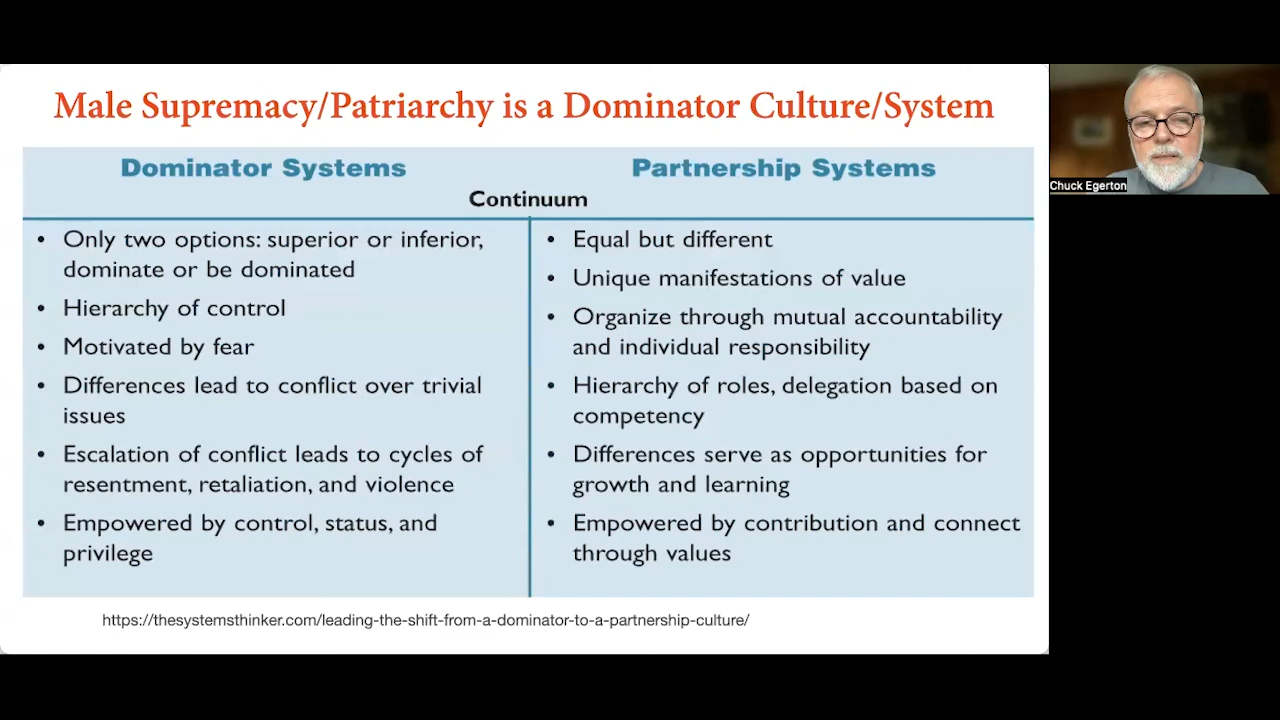 Male Supremacy/Patriarchy is a Dominator Culture/System
Dominator Systems
Partnership Systems
Continuum
• Only two options: superior or inferior,
dominate or be dominated
• Hierarchy of control
• Motivated by fear
• Differences lead to conflict over trivial
issues
• Escalation of conflict leads to cycles of
resentment, retaliation, and violence
• Empowered by control, status, and
privilege
• Equal but different
• Unique manifestations of value
• Organize through mutual accountability
and individual responsibility
• Hierarchy of roles, delegation based on
competency
• Differences serve as opportunities for
growth and learning
• Empowered by contribution and connect
through values
https://thesystemsthinker.com/leading-the-shift-from-a-dominator-to-a-partnership-culture/
Chuck Egerton